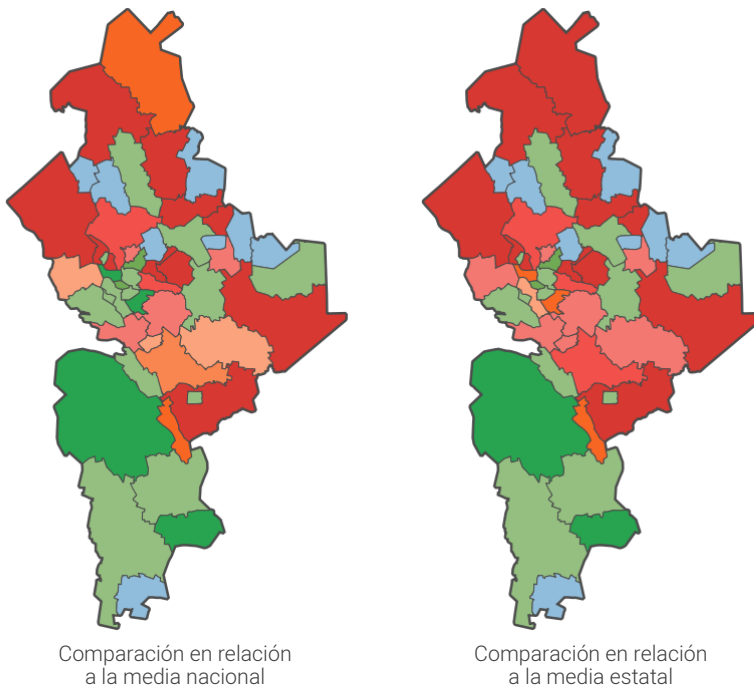 Comparación en relación
a la media nacional
Comparación en relación
a la media estatal